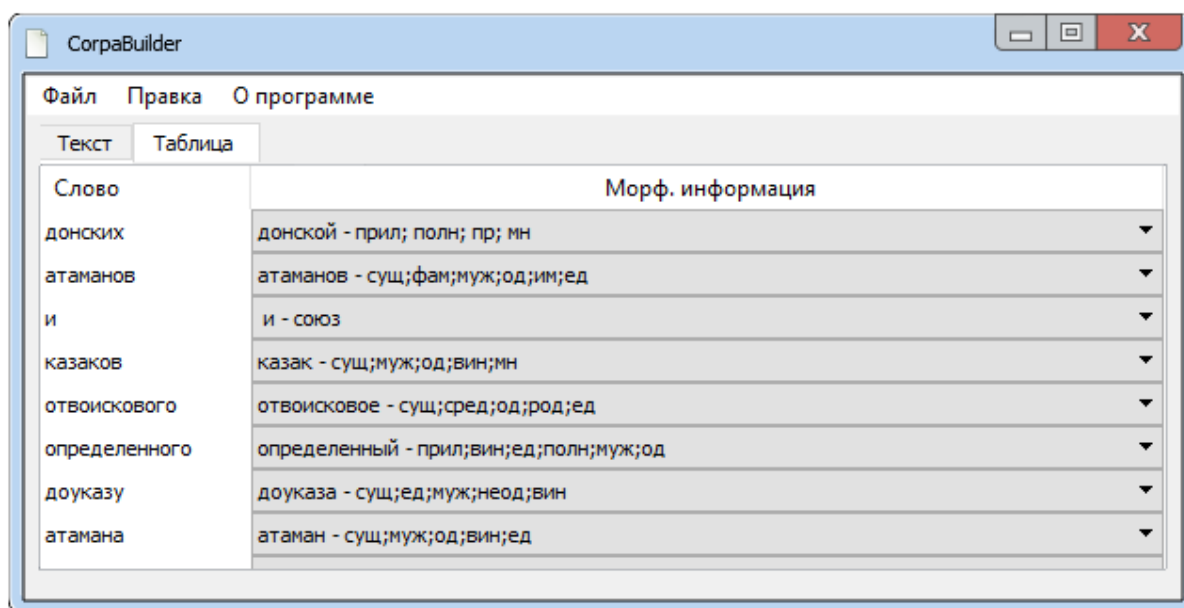 CorpaBuilder
Файл Правка О программе
Текст Таблица
Слово Морф. информация
донских донской - прил; полн; пр; мн
атаманов атаманов - сущ;фам;муж;од;им;ед
и и - союз
казаков казак - сущ;муж;од;вин;мн
отвоискового отвоисковое - сущ;сред;од;род;ед
определенного определенный - прил;вин;ед;полн;муж;од
доуказу доуказа - сущ;ед;муж;неод;вин
атамана атаман - сущ;муж;од;вин;ед